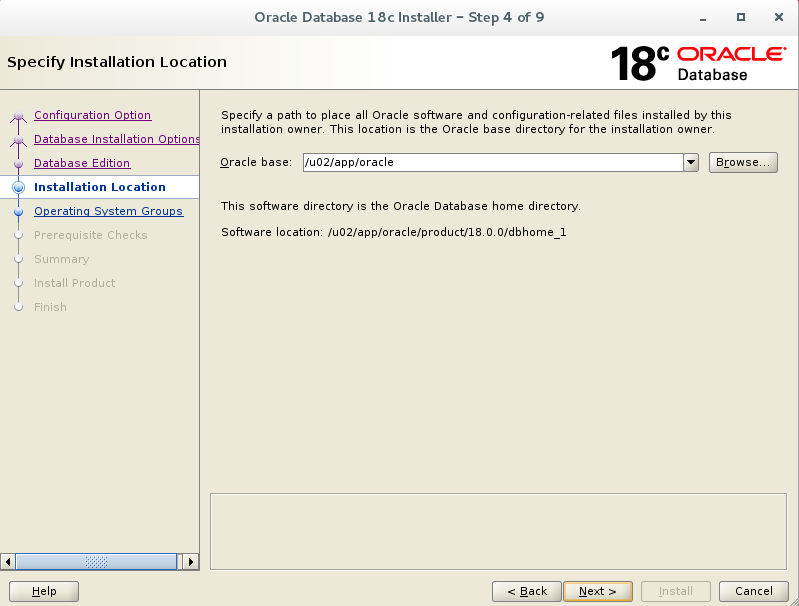 Oracle Database 18c Installer – Step 4 of 9
Specify Installation Location
18c ORACLE
Database
Configuration Option
Database Installation Options
Database Edition
Installation Location
Operating System Groups
Prerequisite Checks
Summary
Install Product
Finish
Specify a path to place all Oracle software and configuration-related files installed by this
installation owner. This location is the Oracle base directory for the installation owner.
Oracle base: /u02/app/oracle Browse...
This software directory is the Oracle Database home directory.
Software location: /u02/app/oracle/product/18.0.0/dbhome_1
Help < Back Next > Install Cancel